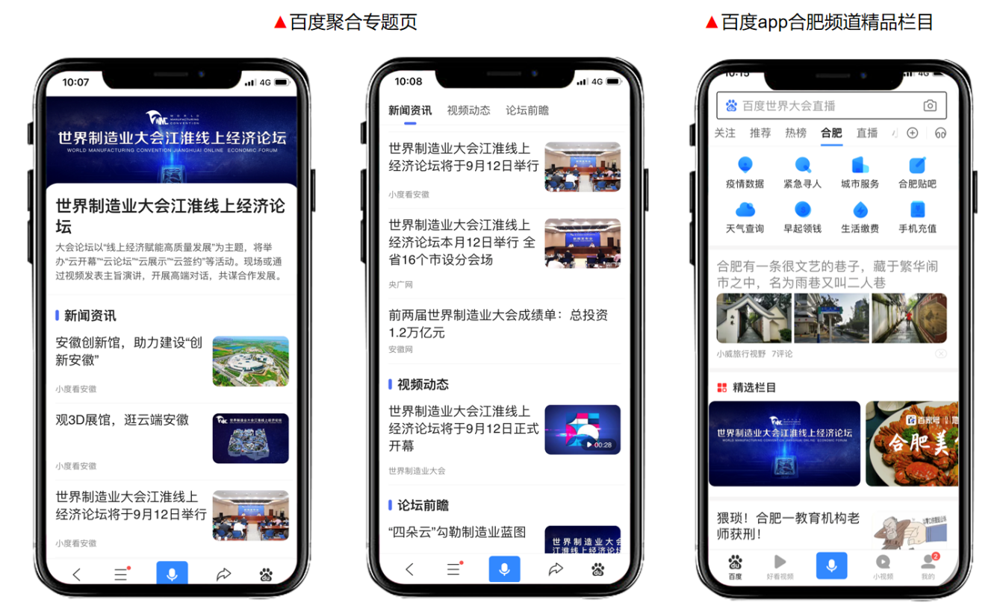 ▲百度聚合专题页
▲百度app合肥频道精品栏目
10:07
4G
WORLD
MANUFACTURING
CONVENTION
世界制造业大会江淮线上经济论坛
WORLD MANUFACTURING CONVENTION JIANGHUAI ONLINE ECONOMIC FORUM
世界制造业大会江淮线上经济论
坛
大会论坛以“线上经济赋能高质量发展”为主题，将举
办“云开幕”“云论坛”“云展示”“云签约”等活动。现场或通
过视频发表主旨演讲，开展高端对话，共谋合作发展。
新闻资讯
安徽创新馆，助力建设“创
新安徽”
小度看安徽
观3D展馆，逛云端安徽
世界制造业大会江淮线上经济论坛
小度看安徽
世界制造业大会江淮线上
经济论坛将于9月12日举行
小度看安徽
10:08
4G
新闻资讯 视频动态 论坛前瞻
世界制造业大会江淮线上
经济论坛将于9月12日举行
小度看安徽
世界制造业大会江淮线上
经济论坛本月12日举行 全
省16个市设分会场
央广网
前两届世界制造业大会成绩单：总投资
1.2万亿元
安徽网
视频动态
世界制造业大会江淮线上
经济论坛将于9月12日正式
开幕
00:28
世界制造业大会
论坛前瞻
“四朵云”勾勒制造业蓝图
世界制造业大会
江淮线上经济论坛
du
10:15
4G
du 百度世界大会直播
关注 推荐 热榜 合肥 直播
疫情数据 紧急寻人 城市服务 合肥贴吧
天气查询 早起领钱 生活缴费 手机充值
合肥有一条很文艺的巷子，藏于繁华闹
市之中，名为雨巷又叫二人巷
小威旅行视野 7评论
精选栏目
世界制造业大会江淮线上经济论坛
WORLD MANUFACTURING CONVENTION JIANGHUAI ONLINE ECONOMIC FORUM
百家号
合肥美
猥琐！合肥一教育机构老
师获刑！
2
百度 好看视频 小视频 我的